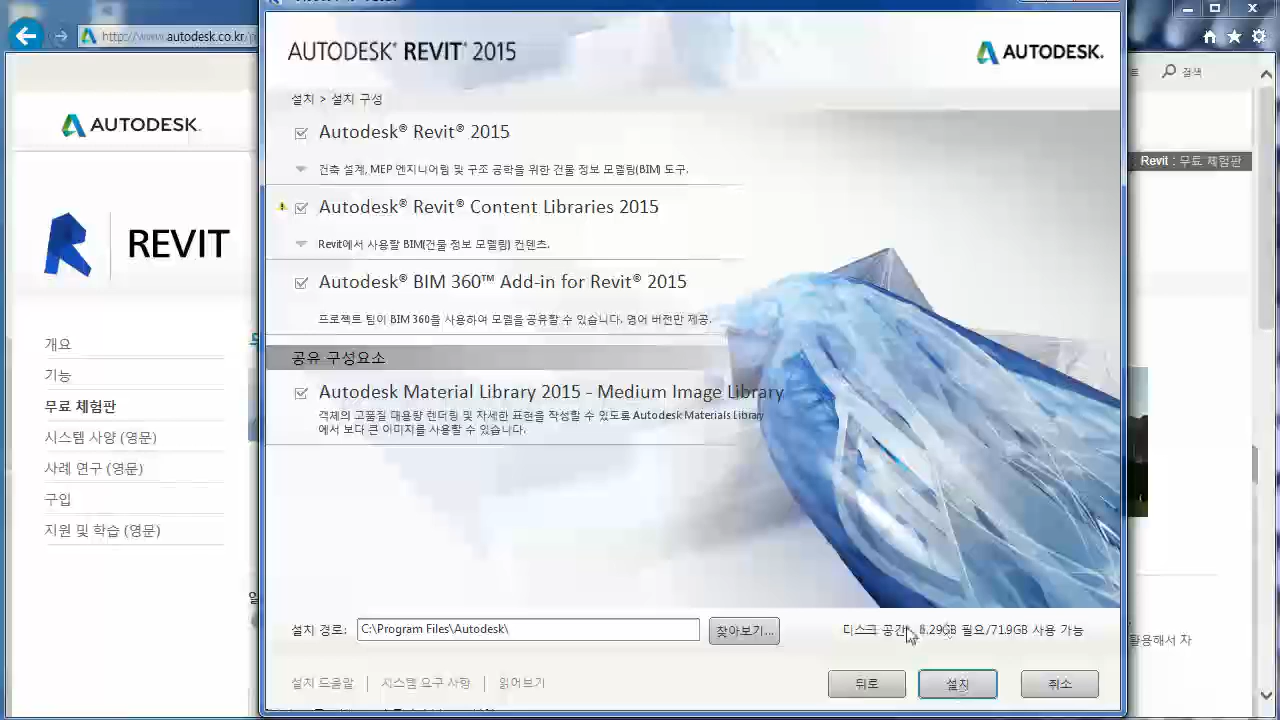 http://www.autodesk.co.kr
AUTODESK® REVIT® 2015
AUTODESK.
검색
설치 > 설치 구성
Autodesk® Revit® 2015
건축 설계, MEP 엔지니어링 및 구조 공학을 위한 건물 정보 모델링(BIM) 도구.
Autodesk® Revit® Content Libraries 2015
Revit에서 사용할 BIM(건물 정보 모델링) 컨텐츠.
Autodesk® BIM 360™ Add-in for Revit® 2015
프로젝트 팀이 BIM 360을 사용하여 모델을 공유할 수 있습니다. 영어 버전만 제공.
공유 구성요소
Autodesk Material Library 2015 - Medium Image Library
객체의 고품질 대용량 렌더링 및 자세한 표현을 작성할 수 있도록 Autodesk Materials Library
에서 보다 큰 이미지를 사용할 수 있습니다.
설치 경로: C:\Program Files\Autodesk\ 찾아보기... 디스크 공간: 6.29GB 필요/71.9GB 사용 가능
설치 도움말 시스템 요구 사항 읽어보기 뒤로 설치 취소
AUTODESK.
REVIT
개요
기능
무료 체험판
시스템 사양 (영문)
사례 연구 (영문)
구입
지원 및 학습 (영문)
Revit : 무료 체험판
활용해서 자